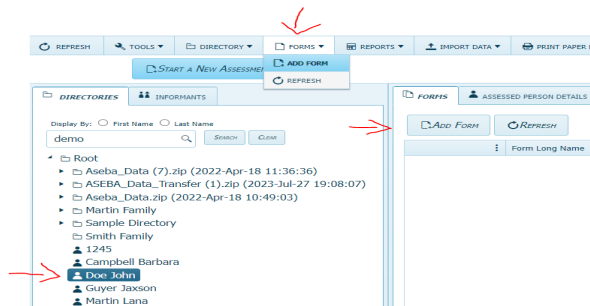 REFRESH TOOLS DIRECTORY FORMS REPORTS IMPORT DATA PRINT PAPER
START A NEW ASSESSMEN
ADD FORM
REFRESH
DIRECTORIES INFORMANTS
FORMS ASSESSED PERSON DETAILS
Display By: First Name Last Name
demo SEARCH CLEAR
ADD FORM REFRESH
Form Long Name
Root
Aseba_Data (7).zip (2022-Apr-18 11:36:36)
ASEBA_Data_Transfer (1).zip (2023-Jul-27 19:08:07)
Aseba_Data.zip (2022-Apr-18 10:49:03)
Martin Family
Sample Directory
Smith Family
1245
Campbell Barbara
Doe John
Guyer Jaxson
Martin Lana